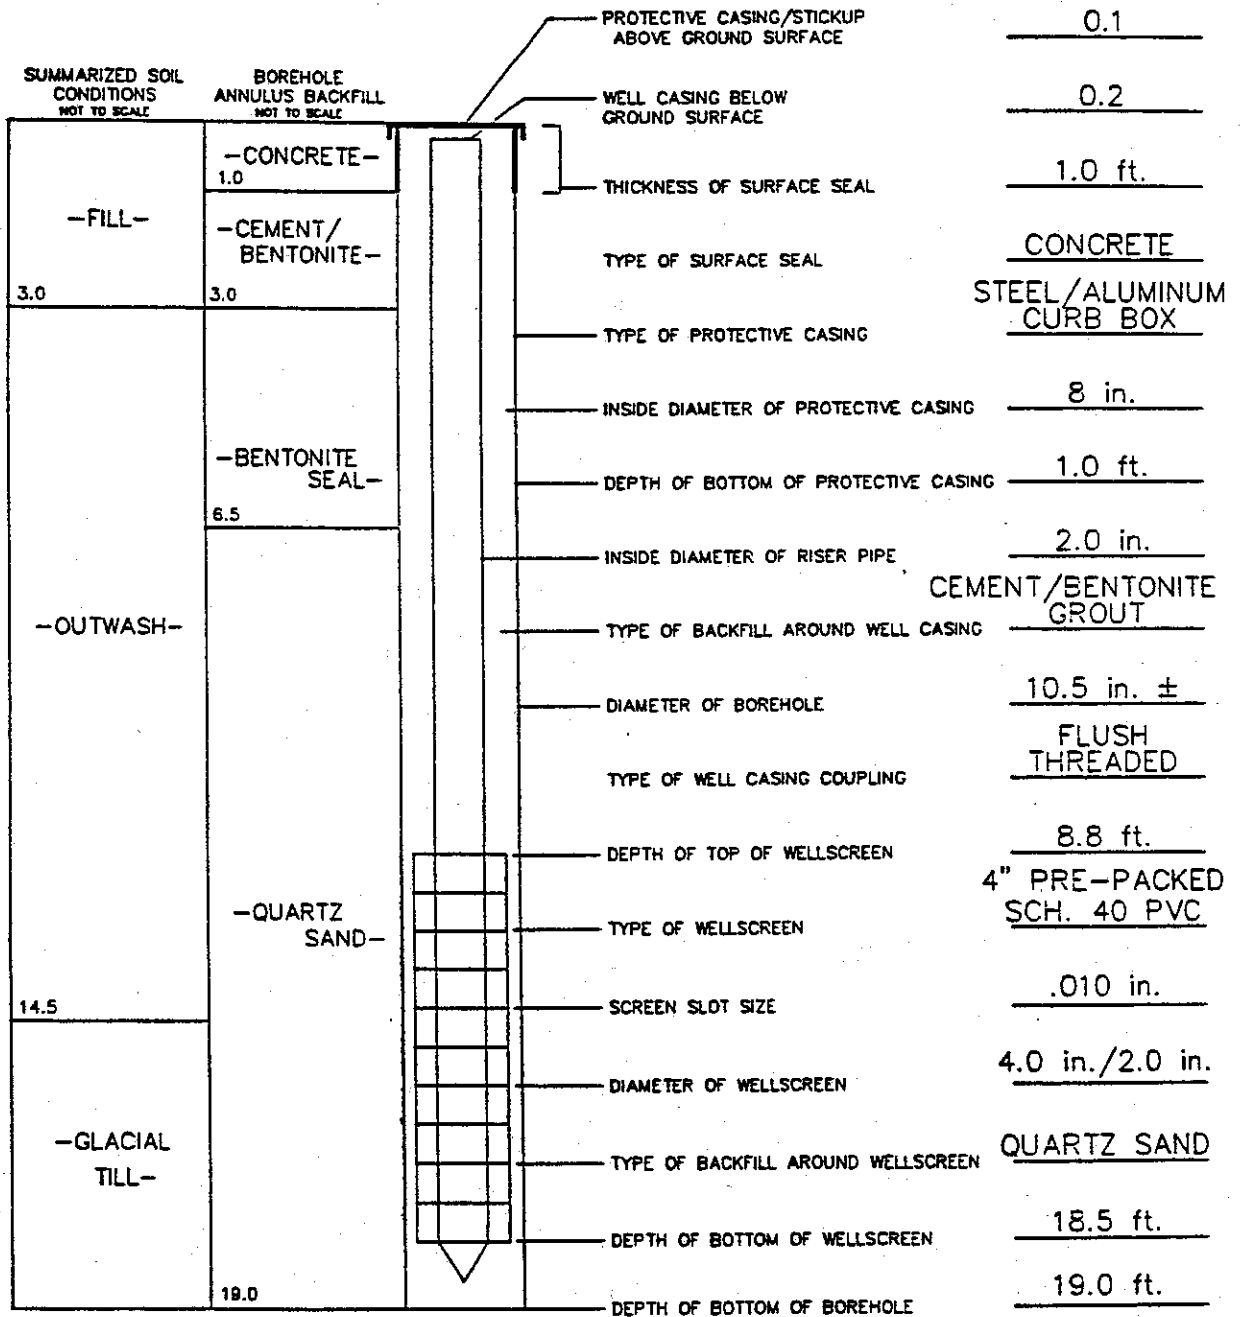 PROTECTIVE CASING/STICKUP
ABOVE GROUND SURFACE
0.1
SUMMARIZED SOIL
CONDITIONS
NOT TO SCALE
BOREHOLE
ANNULUS BACKFILL
NOT TO SCALE
WELL CASING BELOW
GROUND SURFACE
0.2
-CONCRETE-
1.0
THICKNESS OF SURFACE SEAL
1.0 ft.
-FILL-
-CEMENT/
BENTONITE-
TYPE OF SURFACE SEAL
CONCRETE
3.0
3.0
TYPE OF PROTECTIVE CASING
STEEL/ALUMINUM
CURB BOX
INSIDE DIAMETER OF PROTECTIVE CASING
8 in.
-BENTONITE
SEAL-
6.5
DEPTH OF BOTTOM OF PROTECTIVE CASING
1.0 ft.
INSIDE DIAMETER OF RISER PIPE
2.0 in.
-OUTWASH-
TYPE OF BACKFILL AROUND WELL CASING
CEMENT/BENTONITE
GROUT
DIAMETER OF BOREHOLE
10.5 in. ±
TYPE OF WELL CASING COUPLING
FLUSH
THREADED
DEPTH OF TOP OF WELLSCREEN
8.8 ft.
-QUARTZ
SAND-
TYPE OF WELLSCREEN
4" PRE-PACKED
SCH. 40 PVC
14.5
SCREEN SLOT SIZE
.010 in.
DIAMETER OF WELLSCREEN
4.0 in./2.0 in.
-GLACIAL
TILL-
TYPE OF BACKFILL AROUND WELLSCREEN
QUARTZ SAND
DEPTH OF BOTTOM OF WELLSCREEN
18.5 ft.
19.0
DEPTH OF BOTTOM OF BOREHOLE
19.0 ft.